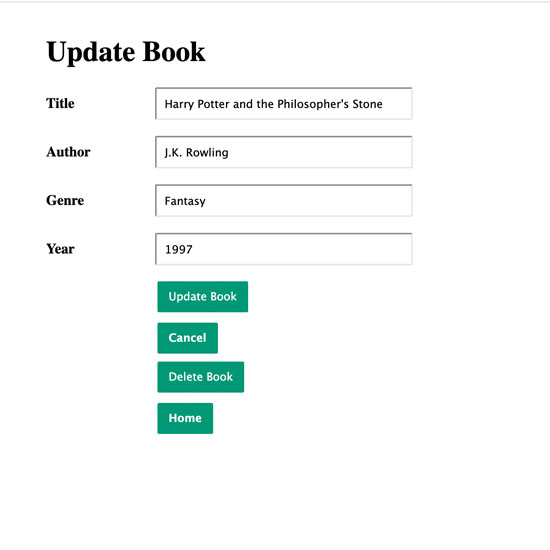 Update Book
Title
Harry Potter and the Philosopher's Stone
Author
J.K. Rowling
Genre
Fantasy
Year
1997
Update Book
Cancel
Delete Book
Home